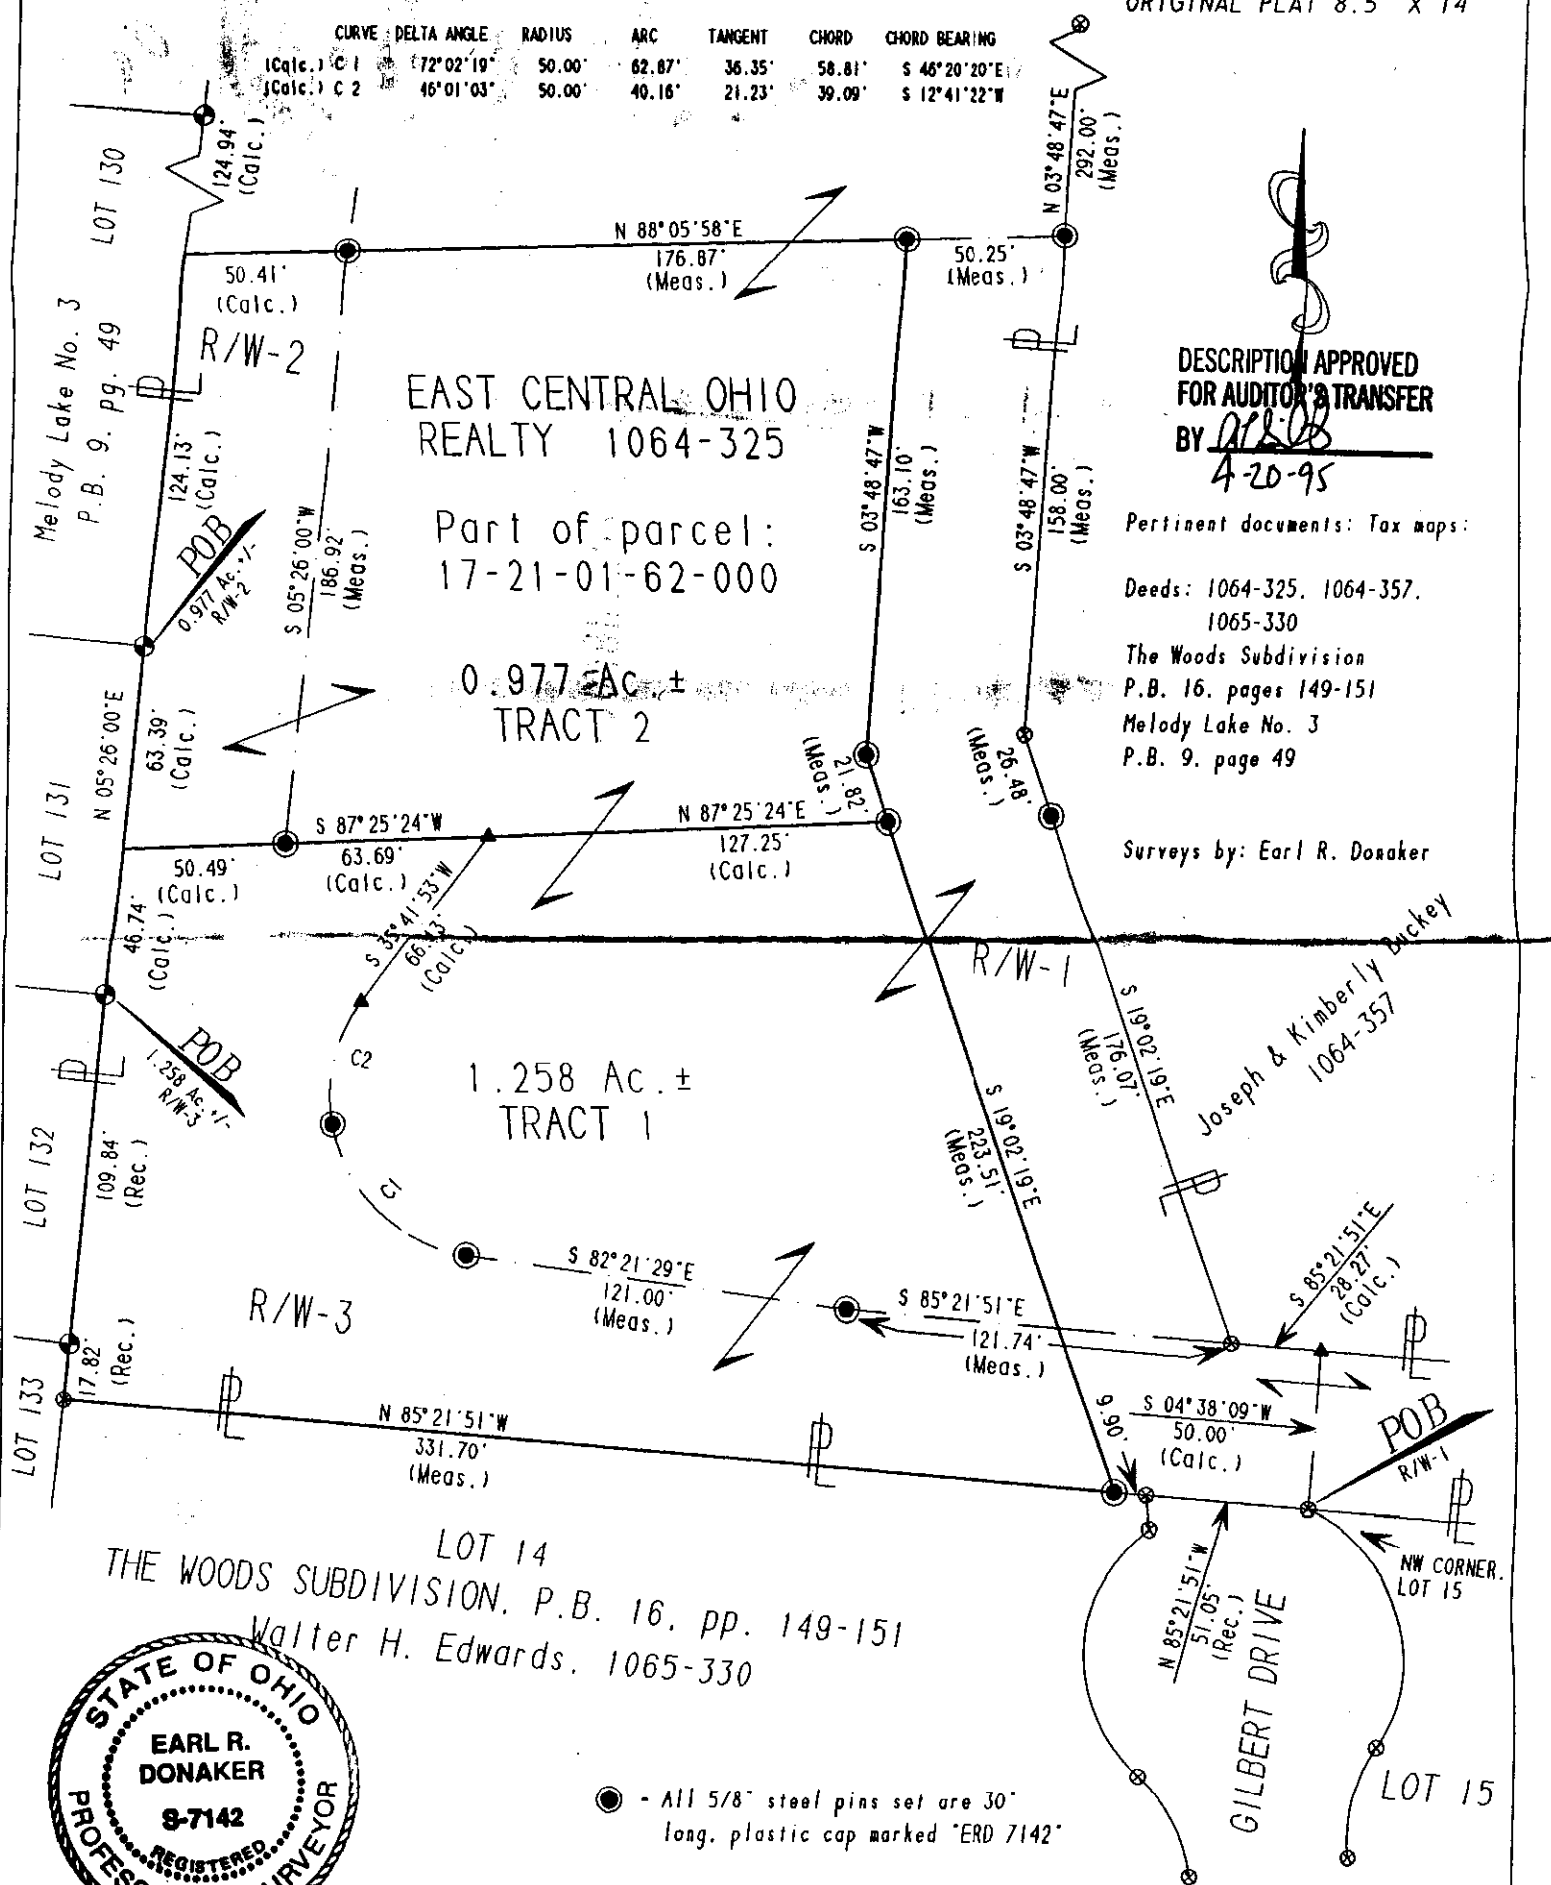 ORIGINAL PLAT 8.5" X 14"
CURVE DELTA ANGLE RADIUS ARC TANGENT CHORD CHORD BEARING
(Calc.) C 1 72°02'19" 50.00' 62.87' 36.35' 58.81' S 46°20'20"E
(Calc.) C 2 46°01'03" 50.00' 40.16' 21.23' 39.09' S 12°41'22"W
124.94'
(Calc.)
LOT 130
N 03°48'47"E
292.00'
(Meas.)
N 88°05'58"E
176.87'
(Meas.)
50.41'
(Calc.)
50.25'
(Meas.)
R/W-2
Melody Lake No. 3
P.B. 9. pg. 49
PL
PL
124.13'
(Calc.)
EAST CENTRAL OHIO
REALTY 1064-325
Part of parcel:
17-21-01-62-000
0.977 Ac.±
TRACT 2
S 05°26'00"W
186.92'
(Meas.)
S 03°48'47"W
163.10'
(Meas.)
S 03°48'47"W
158.00'
(Meas.)
DESCRIPTION APPROVED
FOR AUDITOR'S TRANSFER
BY
4-20-95
Pertinent documents: Tax maps:
Deeds: 1064-325. 1064-357.
1065-330
The Woods Subdivision
P.B. 16. pages 149-151
Melody Lake No. 3
P.B. 9. page 49
Surveys by: Earl R. Donaker
POB
0.977 Ac.+/-
R/W-2
N 05°26'00"E
63.39'
(Calc.)
LOT 131
21.82'
(Meas.)
26.48'
(Meas.)
S 87°25'24"W
63.69'
(Calc.)
50.49'
(Calc.)
N 87°25'24"E
127.25'
(Calc.)
S 35°41'53"W
66.13'
(Calc.)
46.74'
(Calc.)
R/W-1
Joseph & Kimberly Buckey
1064-357
POB
1.258 Ac.+/-
R/W-3
PL
C2
C1
1.258 Ac.±
TRACT 1
S 19°02'19"E
176.07'
(Meas.)
S 19°02'19"E
223.51'
(Meas.)
PL
LOT 132
109.84'
(Rec.)
R/W-3
S 82°21'29"E
121.00'
(Meas.)
S 85°21'51"E
121.74'
(Meas.)
S 85°21'51"E
28.27'
(Calc.)
PL
17.82'
(Rec.)
LOT 133
PL
N 85°21'51"W
331.70'
(Meas.)
PL
9.90'
S 04°38'09"W
50.00'
(Calc.)
POB
R/W-1
PL
NW CORNER.
LOT 15
N 85°21'51"W
51.05'
(Rec.)
LOT 14
THE WOODS SUBDIVISION. P.B. 16. pp. 149-151
Walter H. Edwards. 1065-330
GILBERT DRIVE
LOT 15
STATE OF OHIO
EARL R.
DONAKER
S-7142
REGISTERED
- All 5/8" steel pins set are 30"
long. plastic cap marked "ERD 7142"